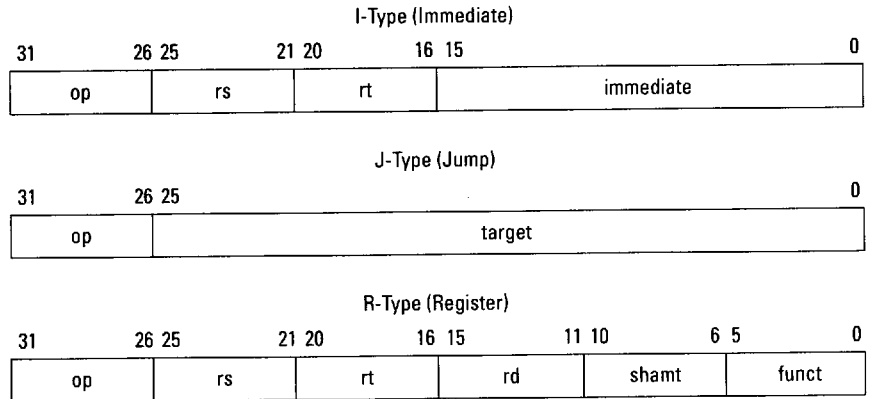 I-Type (Immediate)
31 26 25 21 20 16 15 0
op rs rt immediate
J-Type (Jump)
31 26 25 0
op target
R-Type (Register)
31 26 25 21 20 16 15 11 10 6 5 0
op rs rt rd shamt funct